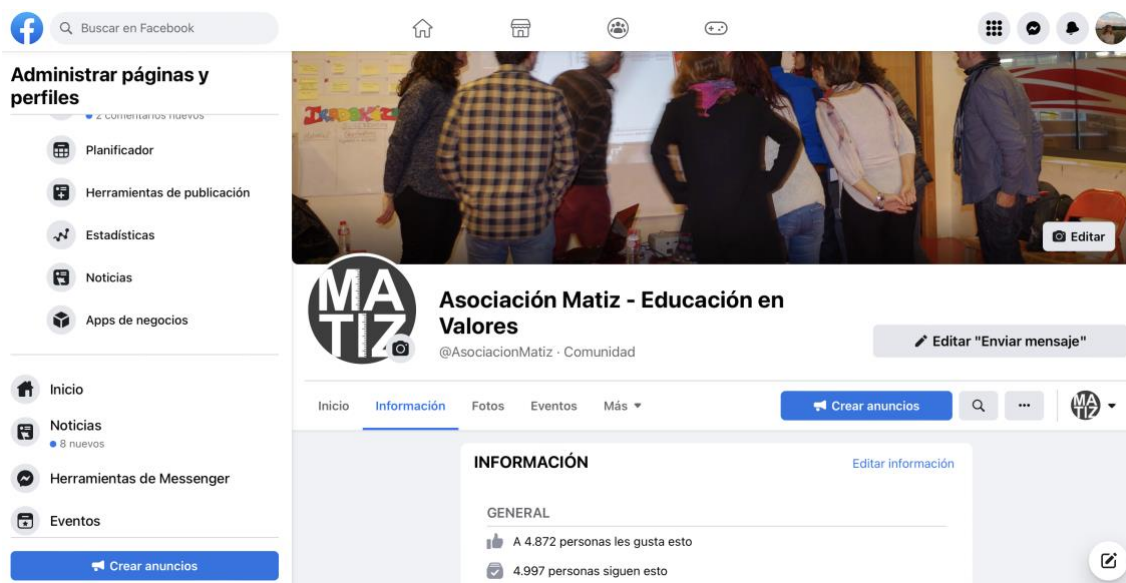 Buscar en Facebook
Administrar páginas y
perfiles
2 comentarios nuevos
Planificador
Herramientas de publicación
Estadísticas
Noticias
Apps de negocios
Inicio
Noticias
8 nuevos
Herramientas de Messenger
Eventos
Crear anuncios
Editar
MA
TIZ
Asociación Matiz - Educación en
Valores
@AsociacionMatiz · Comunidad
Editar "Enviar mensaje"
Inicio
Información
Fotos
Eventos
Más
Crear anuncios
MA
TIZ
INFORMACIÓN
Editar información
GENERAL
A 4.872 personas les gusta esto
4.997 personas siguen esto